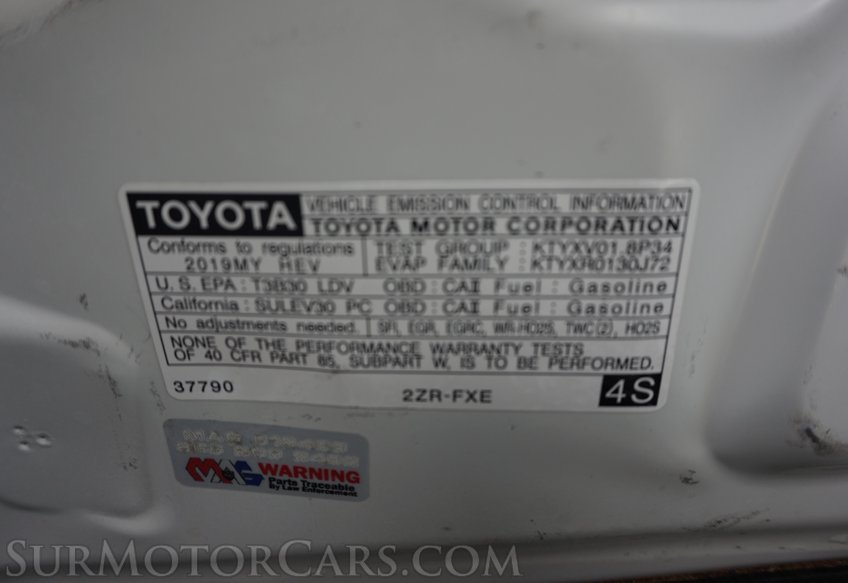 TOYOTA
VEHICLE EMISSION CONTROL INFORMATION
TOYOTA MOTOR CORPORATION
Conforms to regulations
2019MY HEV
TEST GROUP : KTYXV01.8P34
EVAP FAMILY : KTYXR0130J72
U.S. EPA : T3B30 LDV OBD : CAI Fuel : Gasoline
California : SULEV30 PC OBD : CAI Fuel : Gasoline
No adjustments needed. SFI, EGR, EGRC, WR-HO2S, TWC(2), HO2S
NONE OF THE PERFORMANCE WARRANTY TESTS
OF 40 CFR PART 85, SUBPART W, IS TO BE PERFORMED.
37790 2ZR-FXE 4S
MAG WARNING
Parts Traceable
By Law Enforcement
SURMOTORCARS.COM